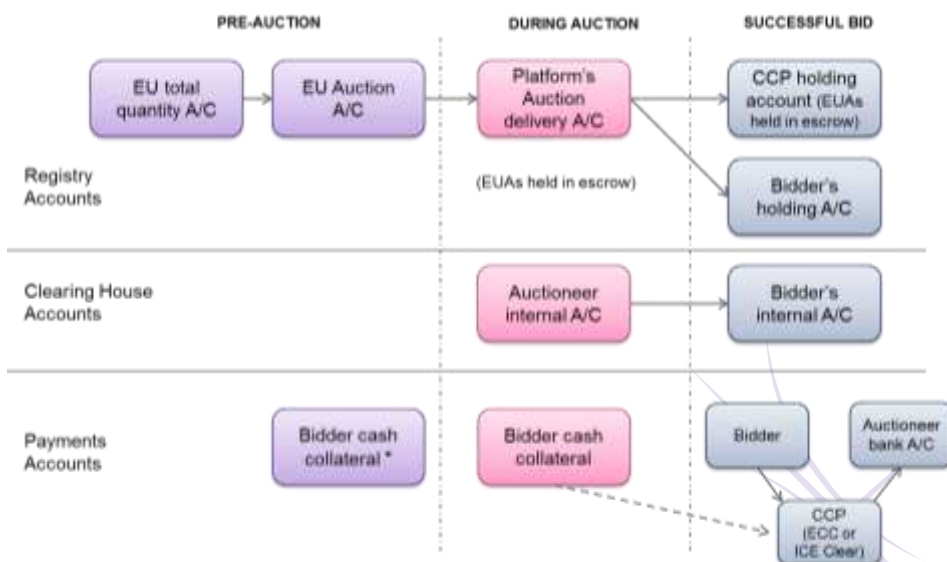 PRE-AUCTION
DURING AUCTION
SUCCESSFUL BID
EU total
quantity A/C
EU Auction
A/C
Platform's
Auction
delivery A/C
CCP holding
account (EUAs
held in escrow)
Registry
Accounts
(EUAs held in escrow)
Bidder's
holding A/C
Clearing House
Accounts
Auctioneer
internal A/C
Bidder's
internal A/C
Payments
Accounts
Bidder cash
collateral *
Bidder cash
collateral
Bidder
Auctioneer
bank A/C
CCP
(ECC or
ICE Clear)